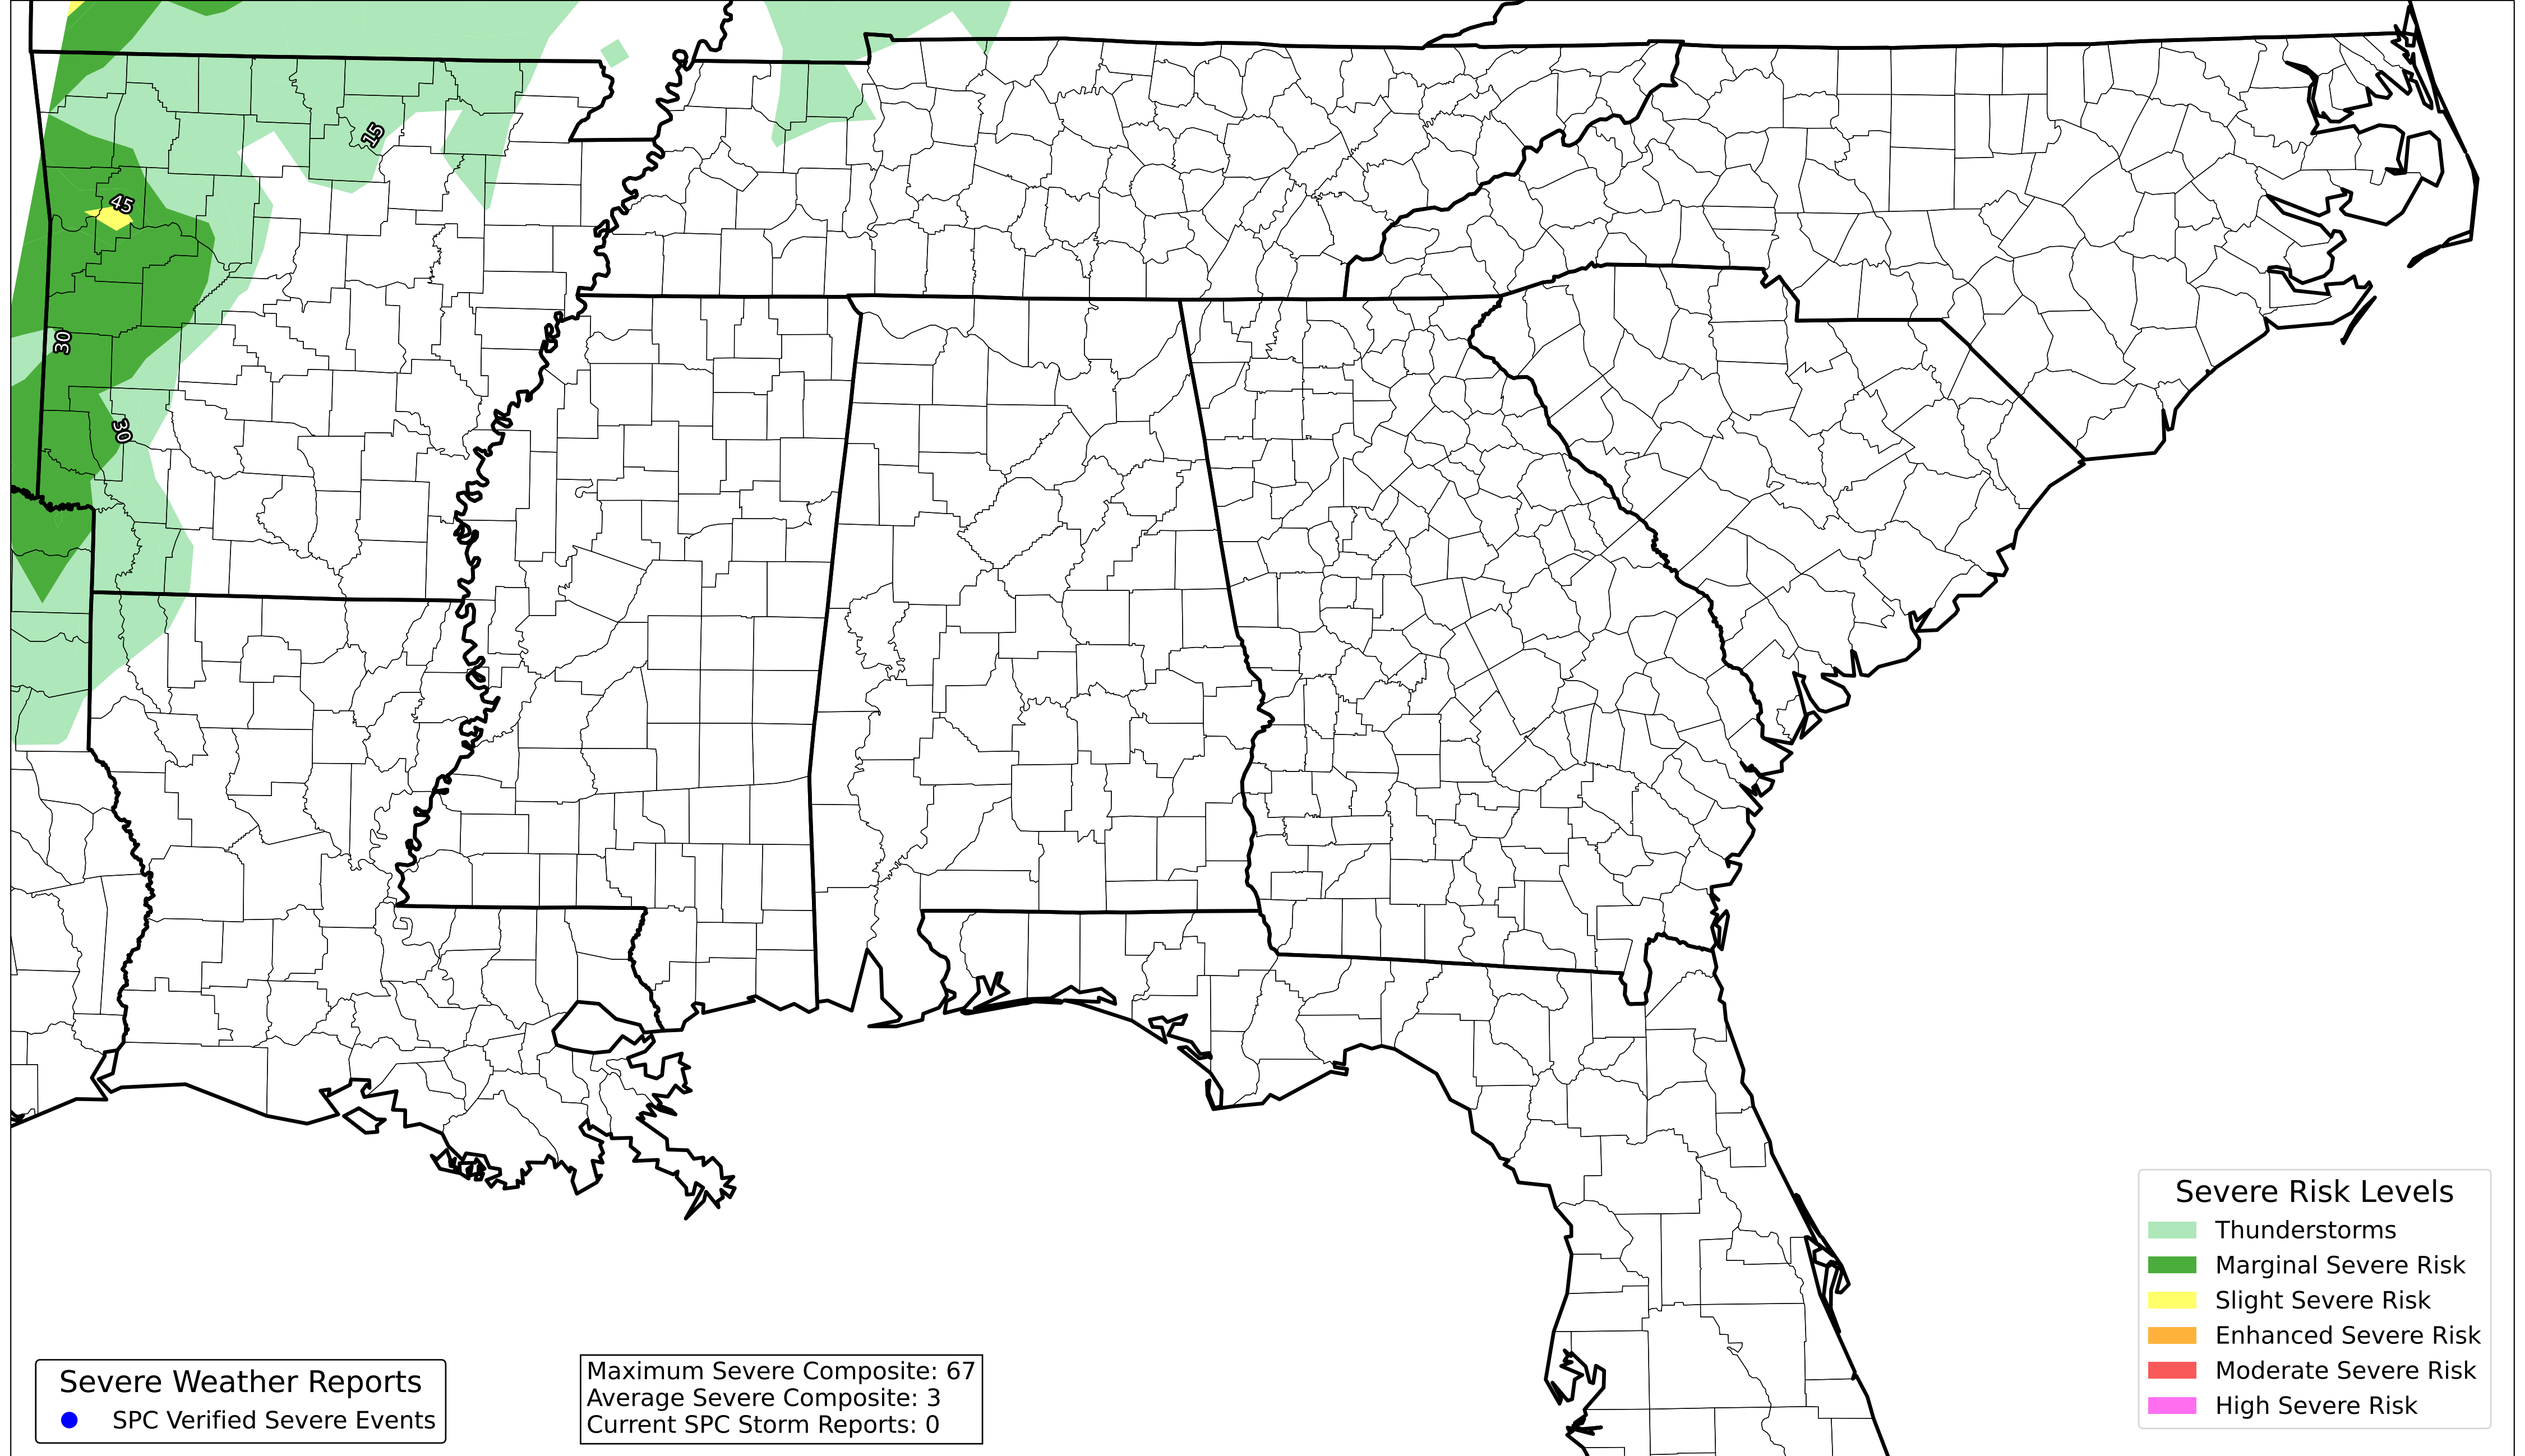 15
45
30
30
Severe Risk Levels
Thunderstorms
Marginal Severe Risk
Slight Severe Risk
Enhanced Severe Risk
Moderate Severe Risk
High Severe Risk
Severe Weather Reports
SPC Verified Severe Events
Maximum Severe Composite: 67
Average Severe Composite: 3
Current SPC Storm Reports: 0